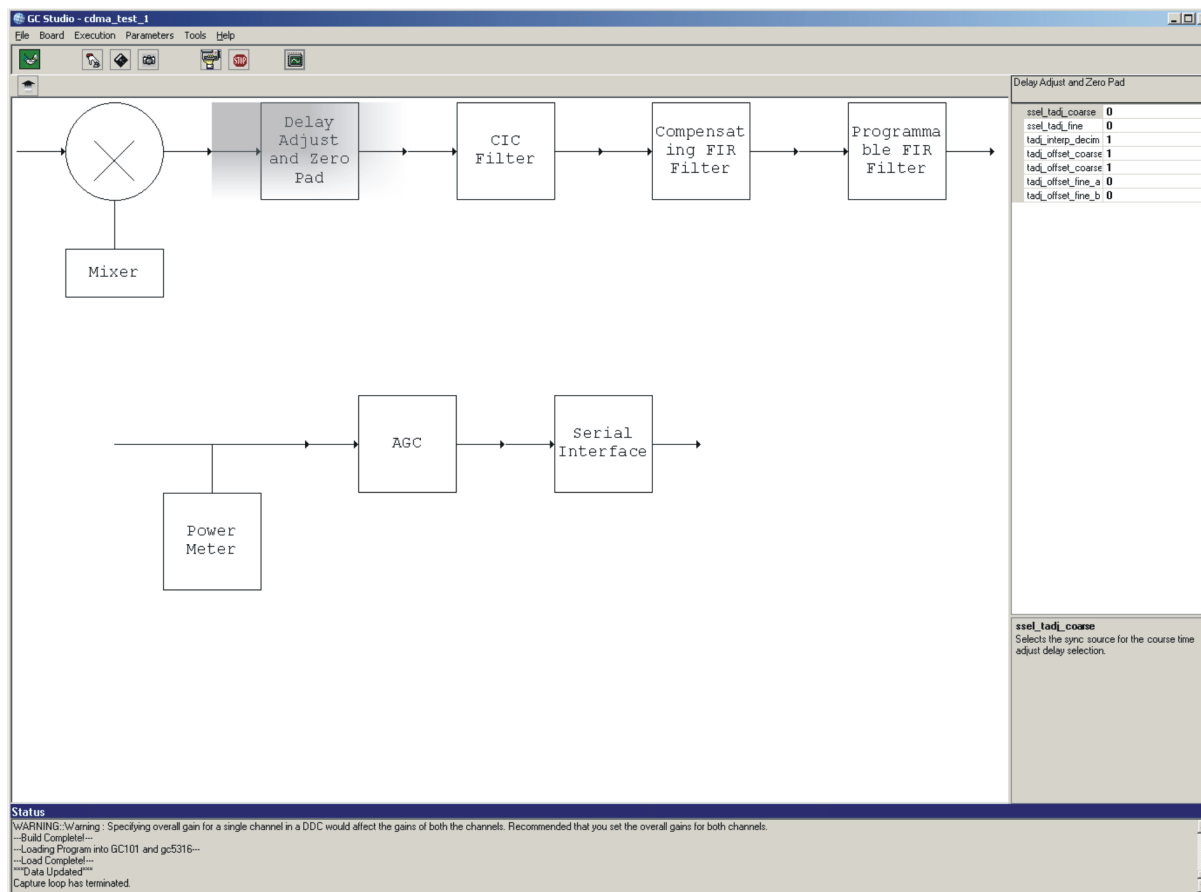 GC Studio - cdma_test_1
File Board Execution Parameters Tools Help
STOP
Delay Adjust and Zero Pad
ssel_tadj_coarse 0
ssel_tadj_fine 0
tadj_interp_decim 1
tadj_offset_coarse 1
tadj_offset_coarse 1
tadj_offset_fine_a 0
tadj_offset_fine_b 0
Delay
Adjust
and Zero
Pad
CIC
Filter
Compensat
ing FIR
Filter
Programma
ble FIR
Filter
Mixer
AGC
Serial
Interface
Power
Meter
ssel_tadj_coarse
Selects the sync source for the course time
adjust delay selection.
Status
WARNING::Warning : Specifying overall gain for a single channel in a DDC would affect the gains of both the channels. Recommended that you set the overall gains for both channels.
---Build Complete!---
---Loading Program into GC101 and gc5316---
---Load Complete!---
***Data Updated***
Capture loop has terminated.